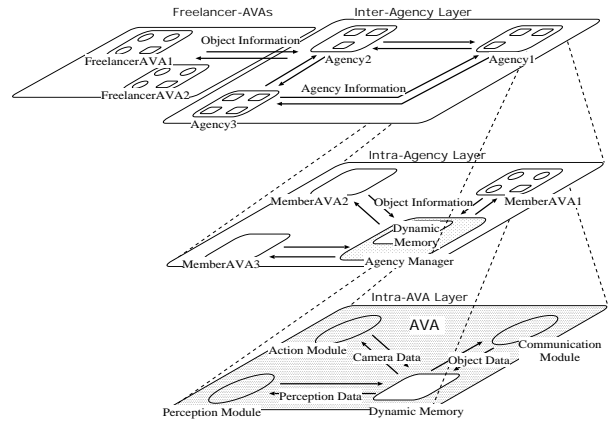 Freelancer-AVAs
Inter-Agency Layer
Object Information
FreelancerAVA1
Agency2
Agency1
FreelancerAVA2
Agency Information
Agency3
Intra-Agency Layer
MemberAVA2
Object Information
MemberAVA1
Dynamic
Memory
MemberAVA3
Agency Manager
Intra-AVA Layer
AVA
Action Module
Camera Data
Object Data
Communication
Module
Perception Data
Perception Module
Dynamic Memory